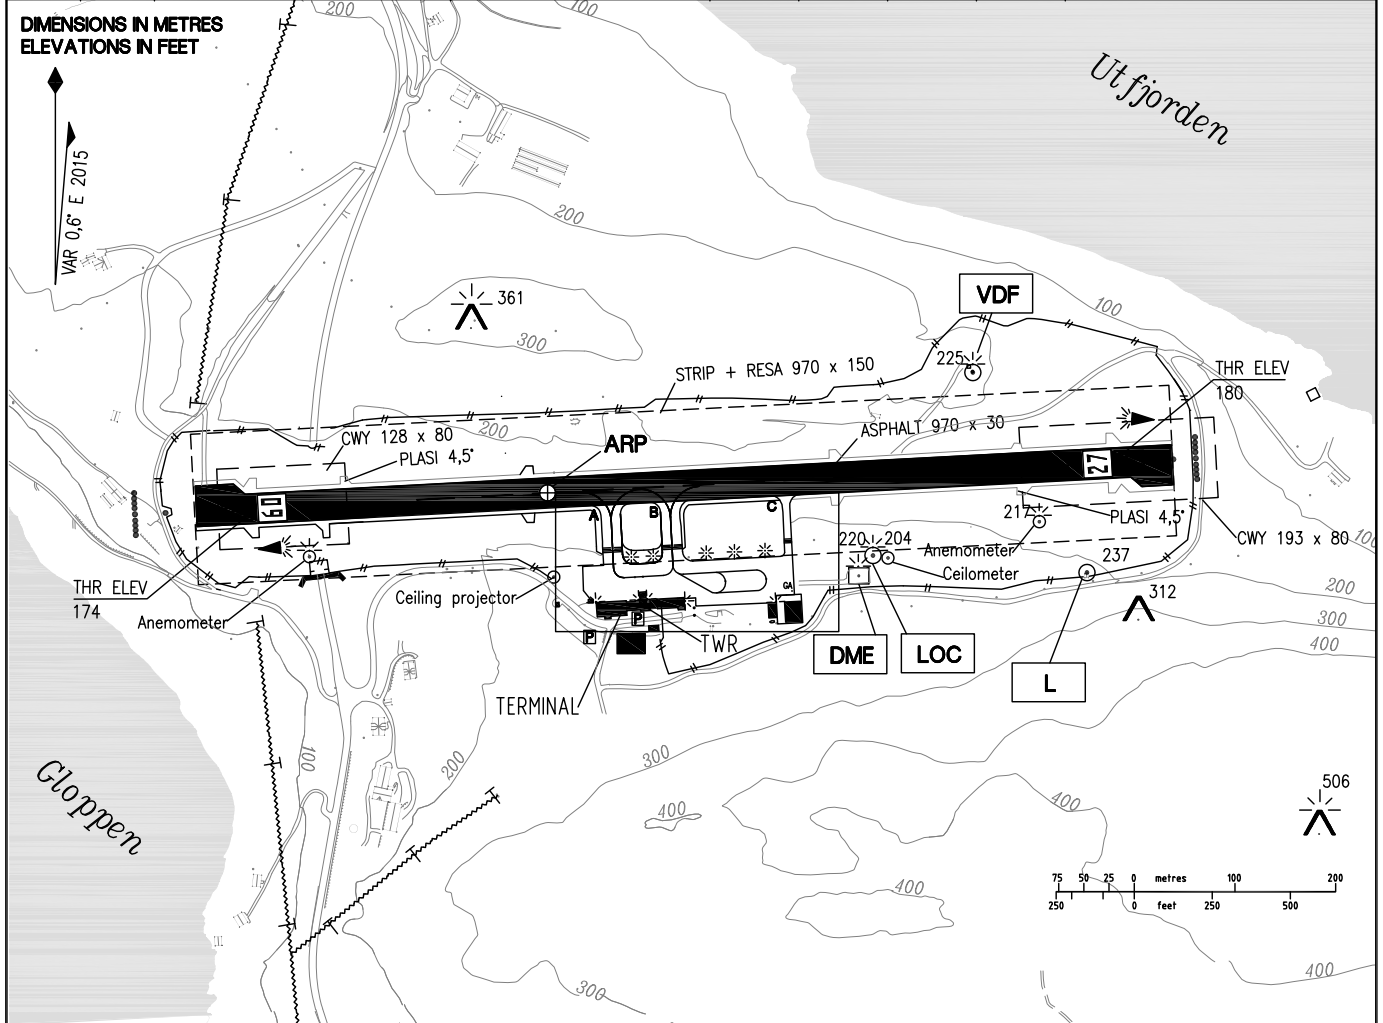 DIMENSIONS IN METRES
ELEVATIONS IN FEET
200
100
Utfjorden
VAR 0,6° E 2015
200
361
300
VDF
100
225
STRIP + RESA 970 x 150
THR ELEV
180
200
CWY 128 x 80
PLASI 4,5°
ARP
ASPHALT 970 x 30
09
27
A
B
C
217
PLASI 4,5°
220
204
Anemometer
Ceilometer
237
CWY 193 x 80
100
THR ELEV
174
Anemometer
Ceiling projector
GA
P
P
TWR
TERMINAL
DME
LOC
L
312
200
300
400
Gloppen
100
200
300
400
400
506
400
75 50 25 0 metres 100 200
250 0 feet 250 500
300
400